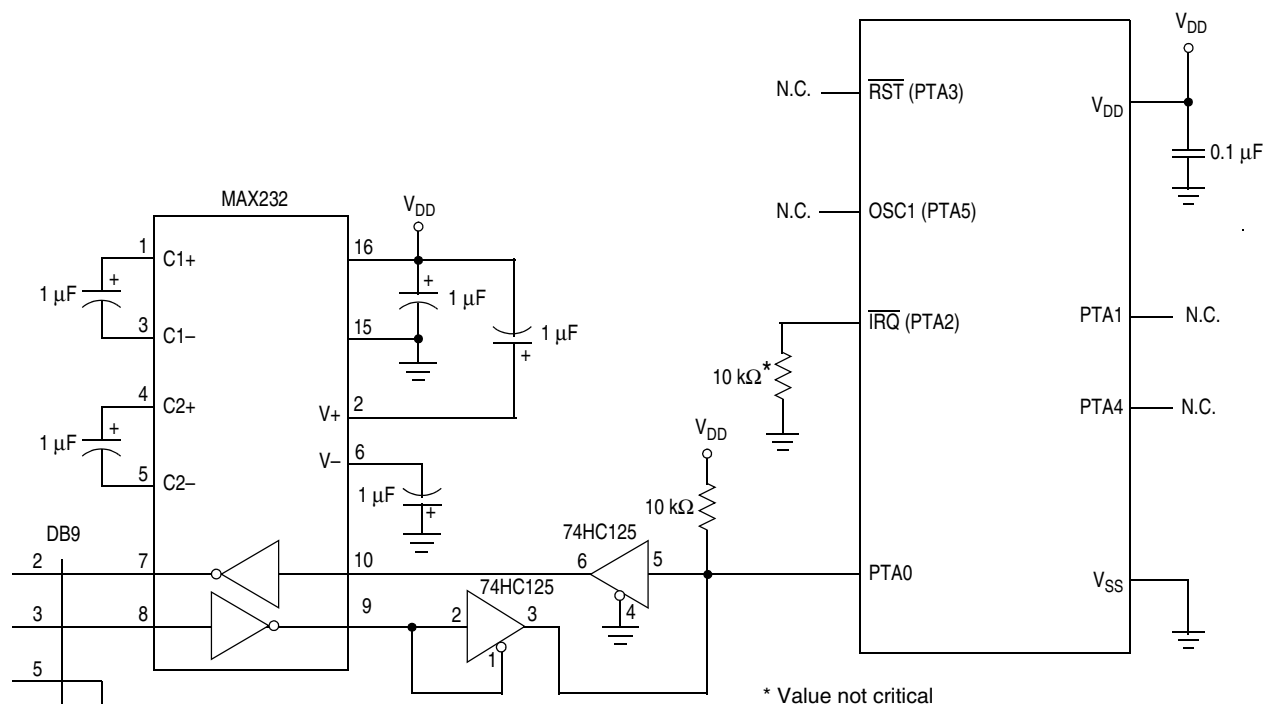 V_DD
N.C.
RST (PTA3)
V_DD
0.1 µF
MAX232
V_DD
N.C.
OSC1 (PTA5)
1
C1+
16
+
1 µF
+
1 µF
1 µF
+
3
C1–
15
IRQ (PTA2)
PTA1
N.C.
10 kΩ*
4
C2+
V+
2
PTA4
N.C.
+
1 µF
V_DD
V–
6
5
C2–
1 µF
+
10 kΩ
DB9
74HC125
2
7
10
6
5
PTA0
V_SS
74HC125
4
3
8
9
2
3
1
5
* Value not critical